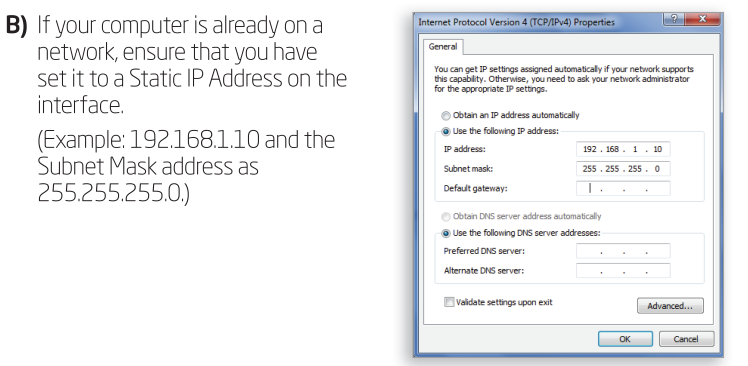 B) If your computer is already on a
network, ensure that you have
set it to a Static IP Address on the
interface.
(Example: 192.168.1.10 and the
Subnet Mask address as
255.255.255.0.)
Internet Protocol Version 4 (TCP/IPv4) Properties
General
You can get IP settings assigned automatically if your network supports
this capability. Otherwise, you need to ask your network administrator
for the appropriate IP settings.
Obtain an IP address automatically
Use the following IP address:
IP address: 192 . 168 . 1 . 10
Subnet mask: 255 . 255 . 255 . 0
Default gateway: . . .
Obtain DNS server address automatically
Use the following DNS server addresses:
Preferred DNS server: . . .
Alternate DNS server: . . .
Validate settings upon exit
Advanced...
OK Cancel